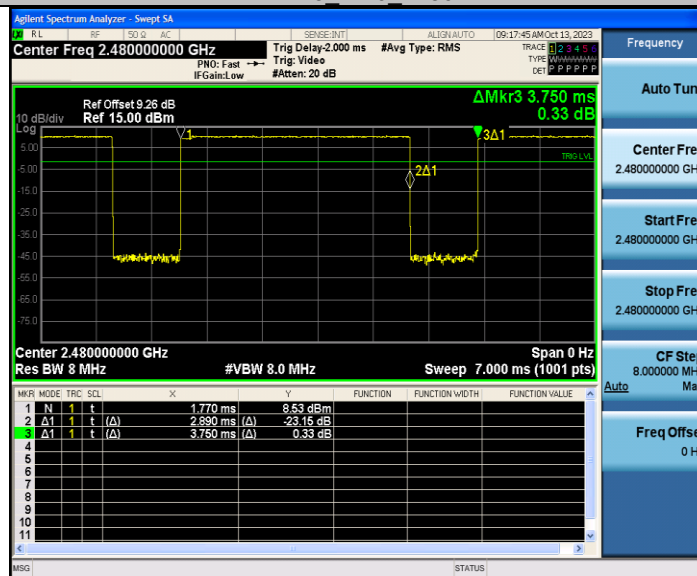 Agilent Spectrum Analyzer - Swept SA
RL RF 50 Ω AC SENSE:INT ALIGN AUTO 09:17:45 AM Oct 13, 2023
Center Freq 2.480000000 GHz Trig Delay-2.000 ms #Avg Type: RMS TRACE 1 2 3 4 5 6
PNO: Fast Trig: Video TYPE
IFGain:Low #Atten: 20 dB DET P P P P P P
ΔMkr3 3.750 ms
Ref Offset 9.26 dB
10 dB/div Ref 15.00 dBm 0.33 dB
Log
1
3Δ1
5.00
TRIG LVL
-5.00
2Δ1
-15.0
-25.0
-35.0
-45.0
-55.0
-65.0
-75.0
Center 2.480000000 GHz Span 0 Hz
Res BW 8 MHz #VBW 8.0 MHz Sweep 7.000 ms (1001 pts)
MKR MODE TRC SCL X Y FUNCTION FUNCTION WIDTH FUNCTION VALUE
1 N 1 t 1.770 ms 8.53 dBm
2 Δ1 1 t (Δ) 2.890 ms (Δ) -23.15 dB
3 Δ1 1 t (Δ) 3.750 ms (Δ) 0.33 dB
4
5
6
7
8
9
10
11
MSG STATUS
Frequency
Auto Tun
Center Fre
2.480000000 GH
Start Fre
2.480000000 GH
Stop Fre
2.480000000 GH
CF Ste
8.000000 MH
Auto Ma
Freq Offse
0 H